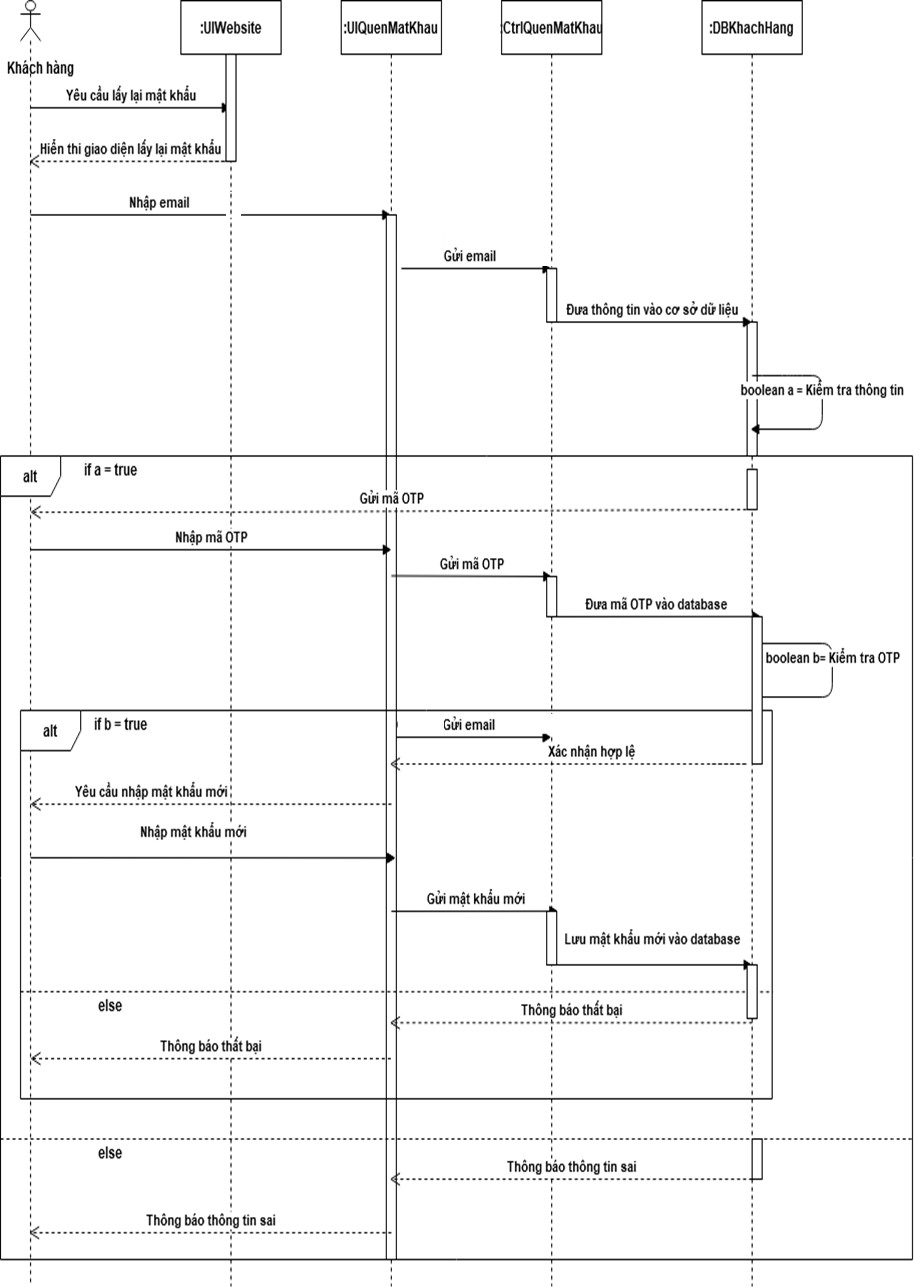 :UIWebsite
:UIQuenMatKhau
:CtrlQuenMatKhau
:DBKhachHang
Khách hàng
Yêu cầu lấy lại mật khẩu
Hiển thi giao diện lấy lại mật khẩu
Nhập email
Gửi email
Đưa thông tin vào cơ sở dữ liệu
boolean a = Kiểm tra thông tin
alt
if a = true
Gửi mã OTP
Nhập mã OTP
Gửi mã OTP
Đưa mã OTP vào database
boolean b= Kiểm tra OTP
alt
if b = true
Gửi email
Xác nhận hợp lệ
Yêu cầu nhập mật khẩu mới
Nhập mật khẩu mới
Gửi mật khẩu mới
Lưu mật khẩu mới vào database
else
Thông báo thất bại
Thông báo thất bại
else
Thông báo thông tin sai
Thông báo thông tin sai